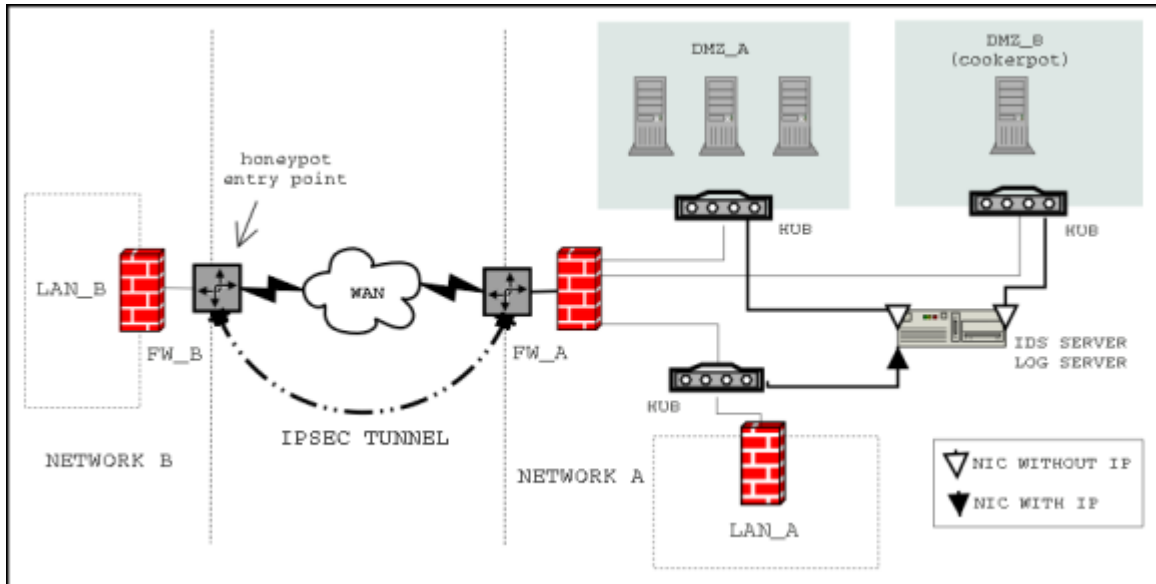 DMZ_A
DMZ_B
(cookerpot)
honeypot
entry point
HUB
HUB
LAN_B
WAN
FW_B
FW_A
IDS SERVER
LOG SERVER
HUB
IPSEC TUNNEL
NETWORK B
NETWORK A
LAN_A
NIC WITHOUT IP
NIC WITH IP